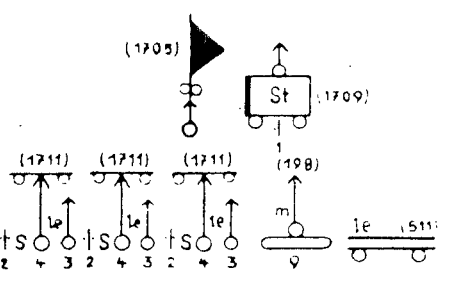 (1705)
St (1709)
1
(1711) (1711) (1711) (198)
le le le m le (511)
S S S
2 4 3 2 4 3 2 4 3 9